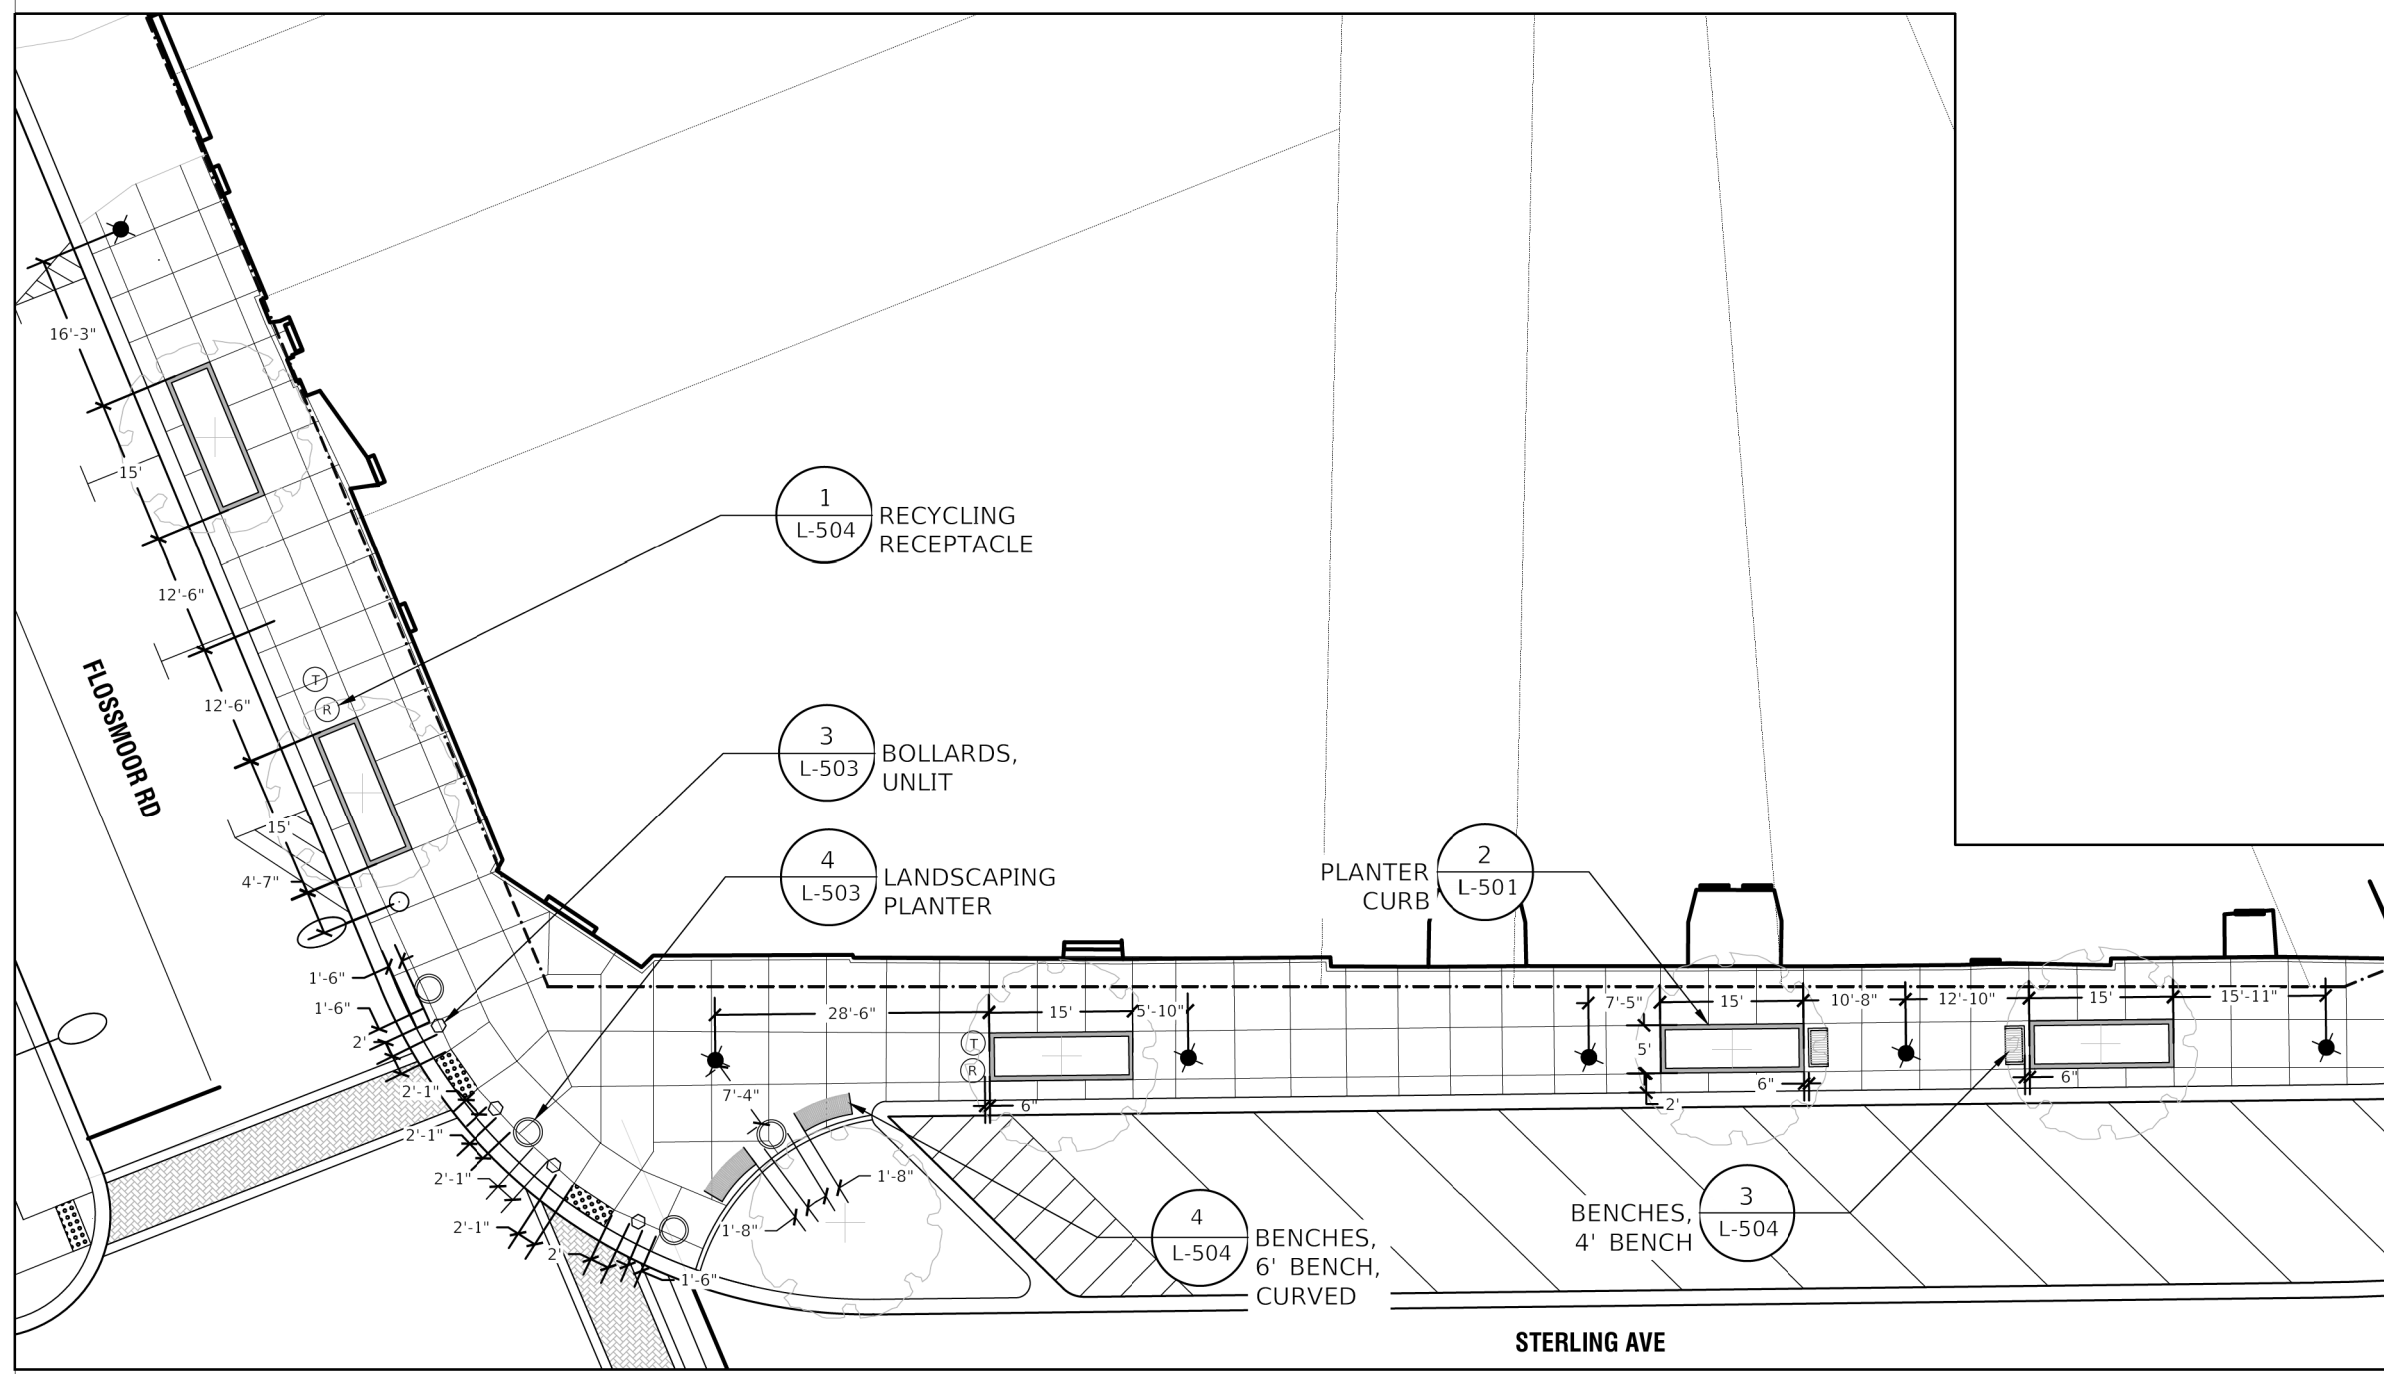 16'-3"
15'
12'-6"
12'-6"
15'
4'-7"
FLOSSMOOR RD
T
R
1
L-504
RECYCLING
RECEPTACLE
3
L-503
BOLLARDS,
UNLIT
4
L-503
LANDSCAPING
PLANTER
2
L-501
PLANTER
CURB
1'-6"
1'-6"
2'
2'-1"
2'-1"
2'-1"
2'-1"
2'
1'-6"
28'-6"
15'
5'-10"
T
R
6"
7'-4"
1'-8"
1'-8"
7'-5"
15'
10'-8"
12'-10"
15'
15'-11"
5'
2'
6"
6"
4
L-504
BENCHES,
6' BENCH,
CURVED
3
L-504
BENCHES,
4' BENCH
STERLING AVE